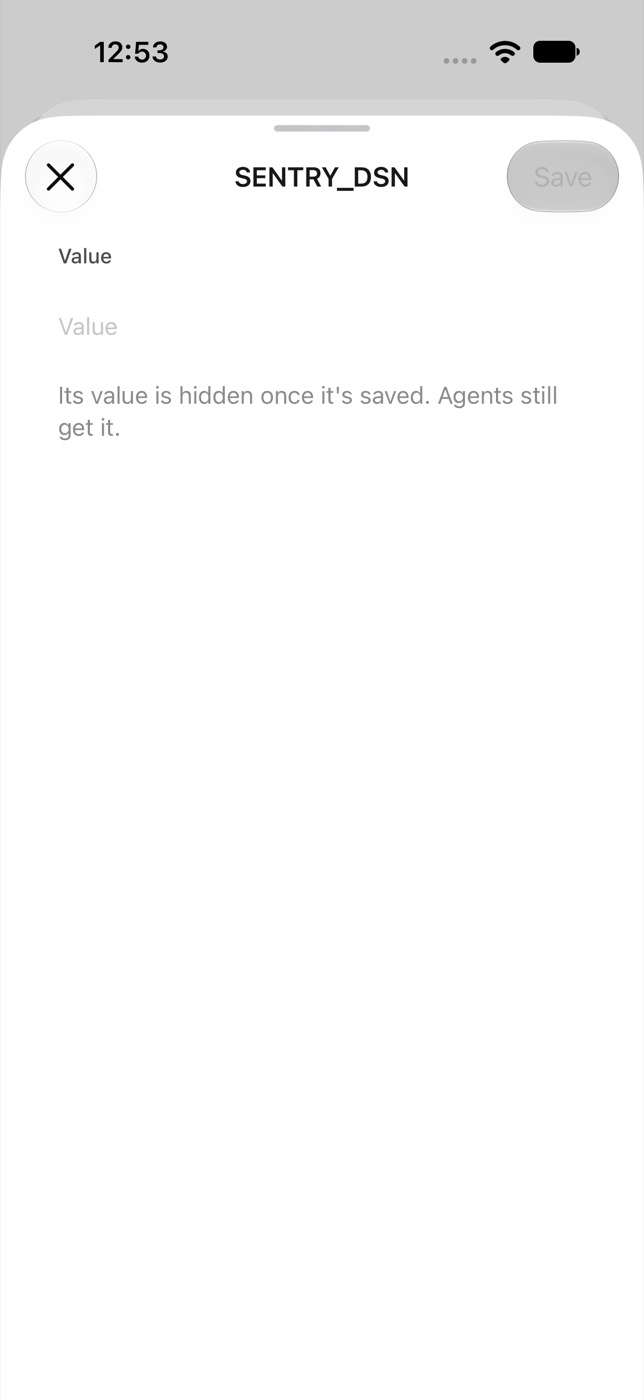 12:53
SENTRY_DSN
Save
Value
Value
Its value is hidden once it's saved. Agents still
get it.